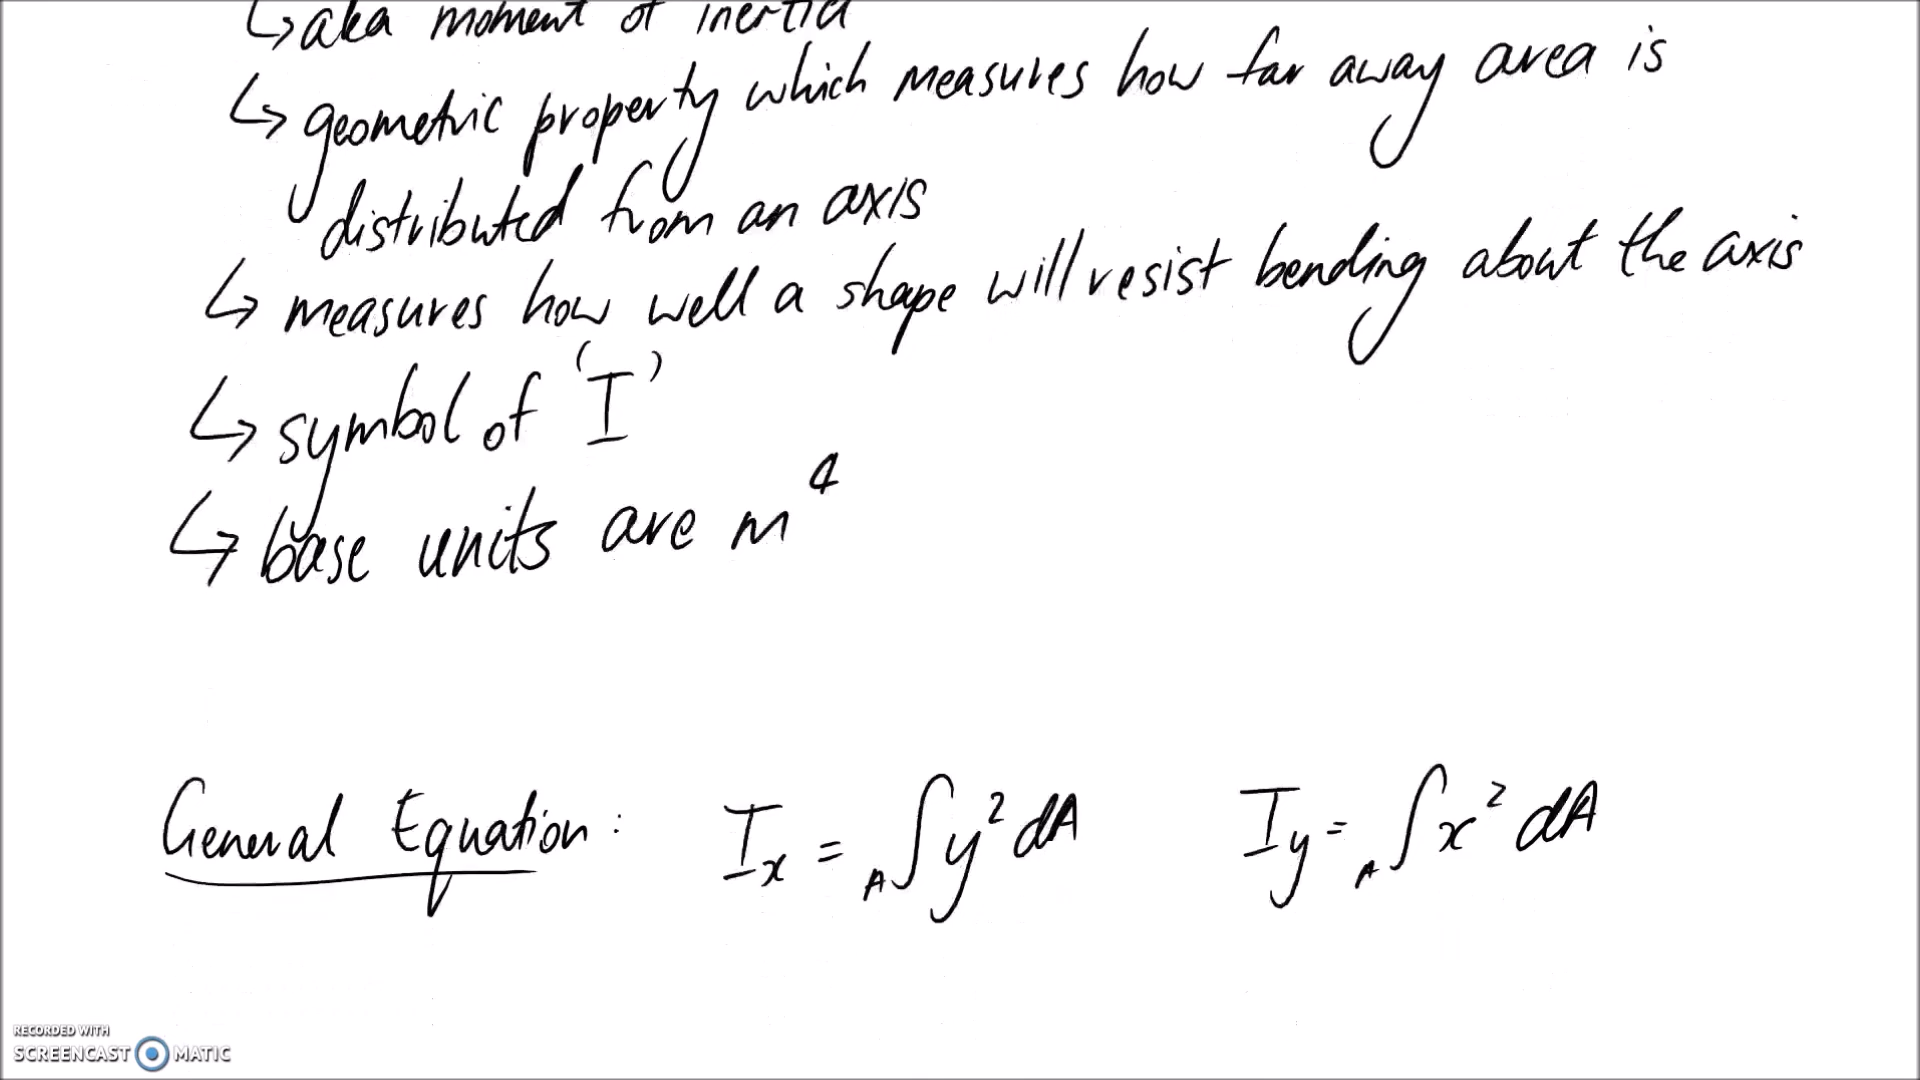 ↳ aka moment of inertia
↳ geometric property which measures how far away area is
distributed from an axis
↳ measures how well a shape will resist bending about the axis
↳ symbol of 'I'
↳ base units are m⁴
General Equation: Iₓ = ₐ∫y² dA    I_y = ₐ∫x² dA
RECORDED WITH
SCREENCAST MATIC